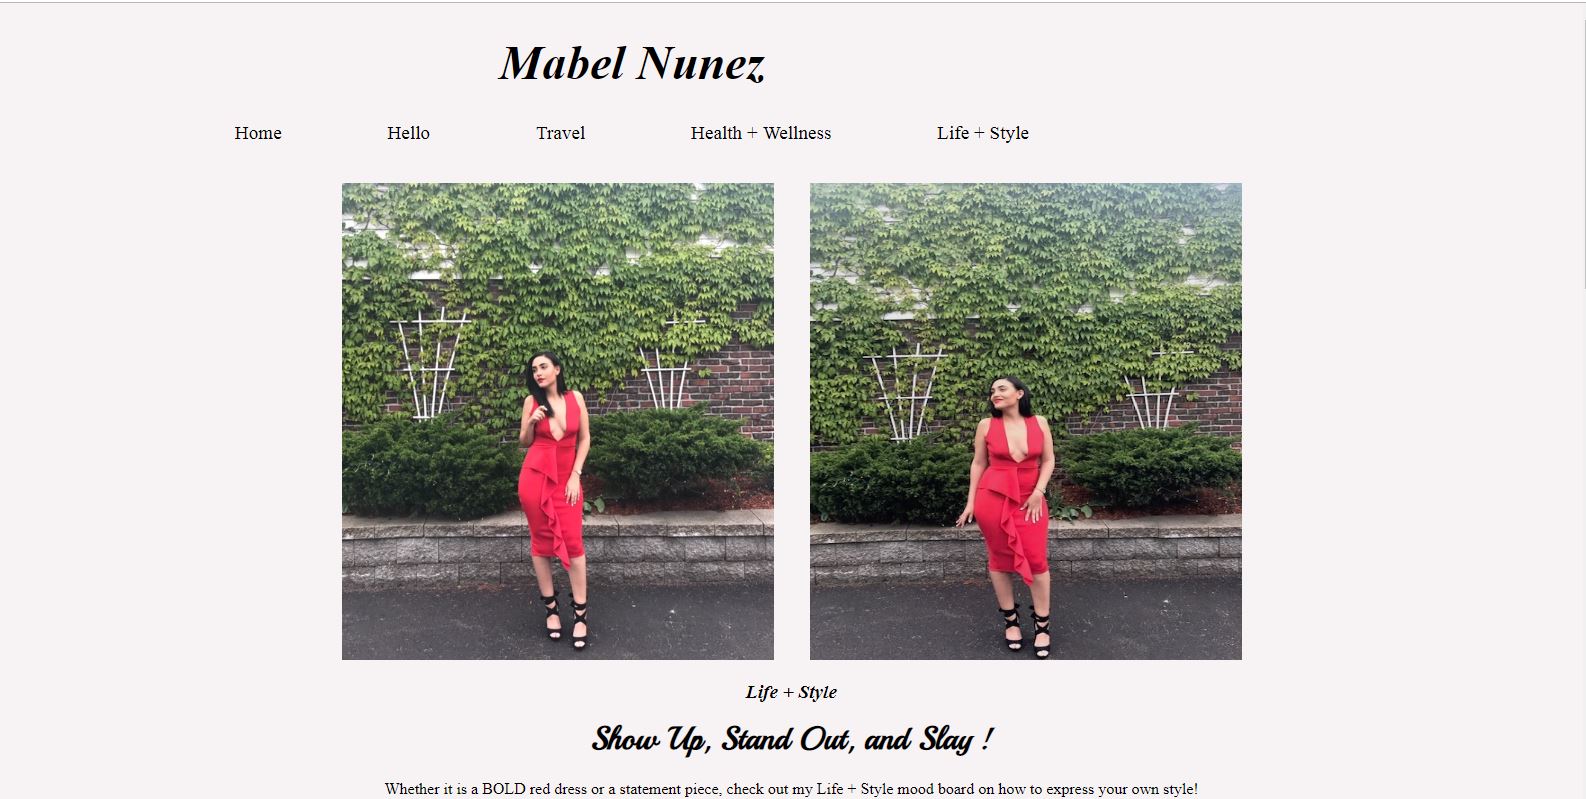 Mabel Nunez
Home Hello Travel Health + Wellness Life + Style
Life + Style
Show Up, Stand Out, and Slay !
Whether it is a BOLD red dress or a statement piece, check out my Life + Style mood board on how to express your own style!